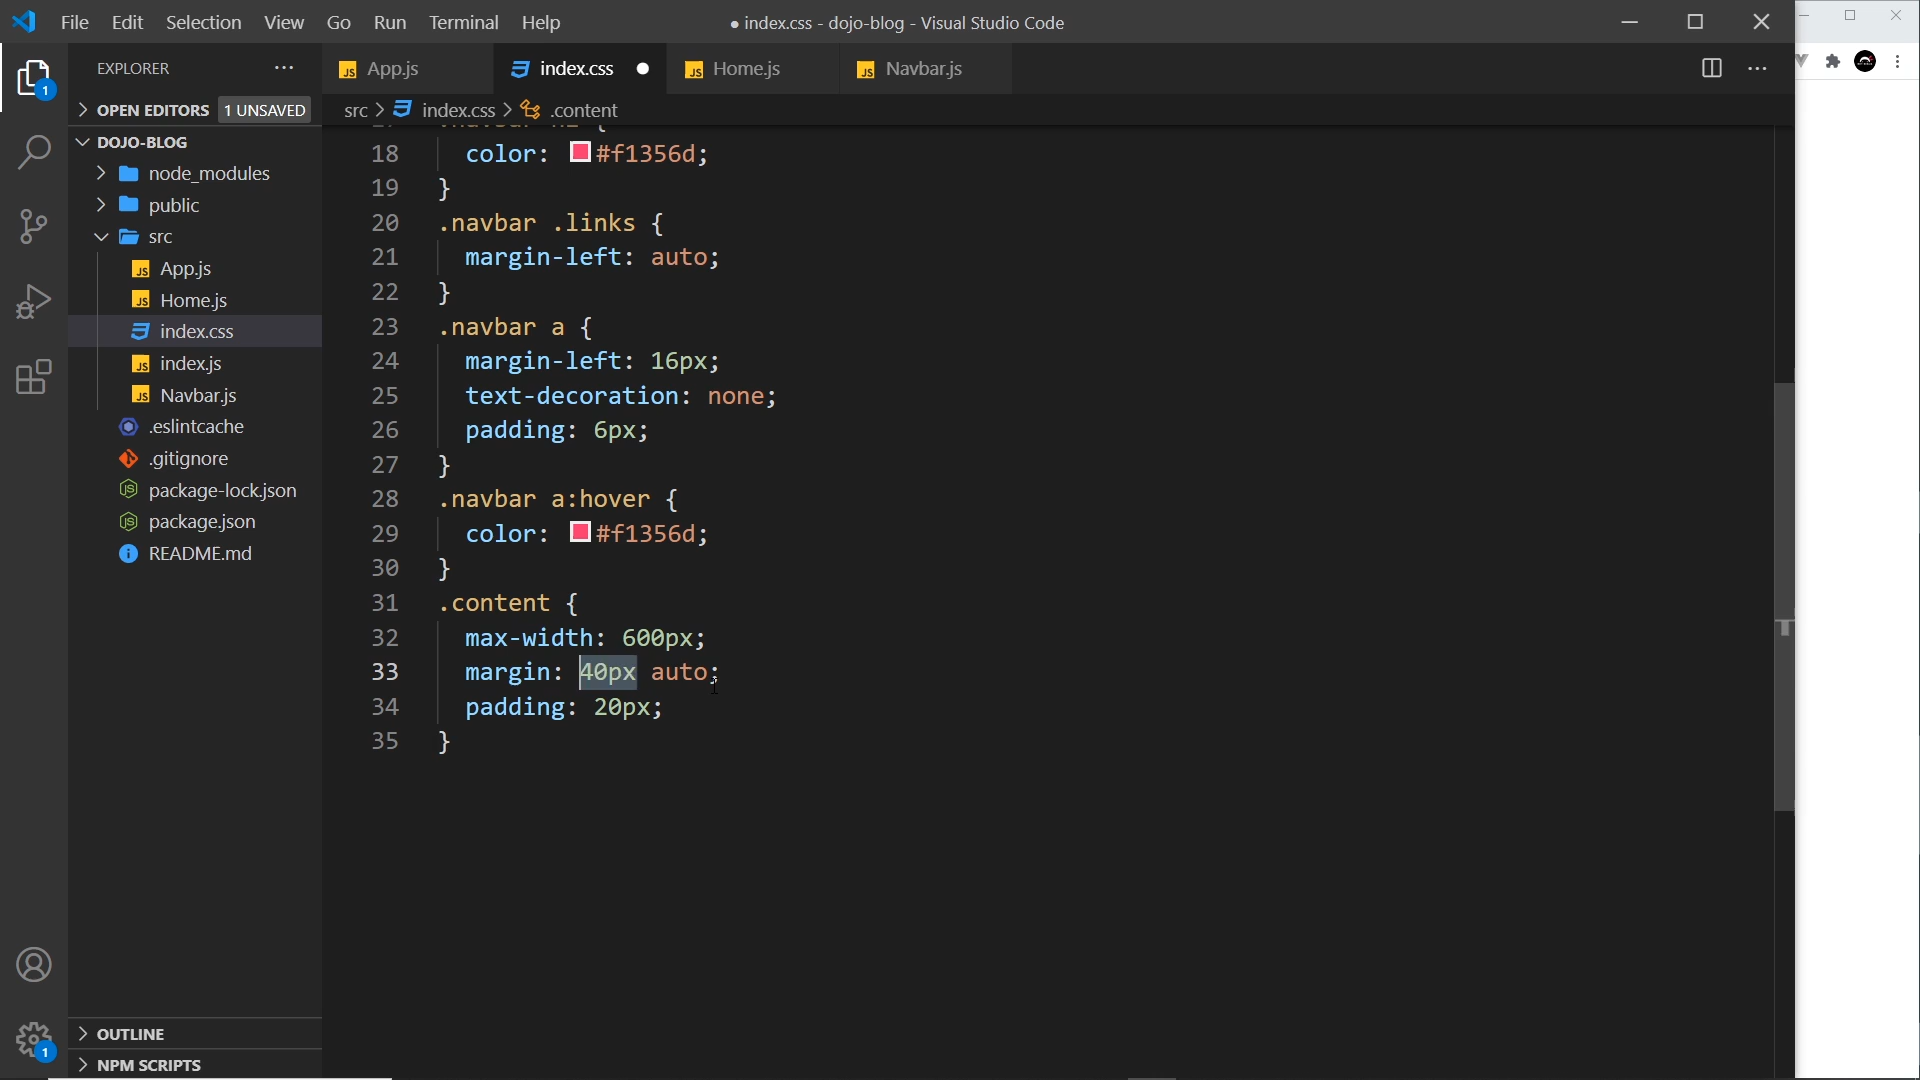 File Edit Selection View Go Run Terminal Help
● index.css - dojo-blog - Visual Studio Code
EXPLORER
App.js
index.css
Home.js
Navbar.js
OPEN EDITORS 1 UNSAVED
src > index.css > .content
DOJO-BLOG
node_modules
public
src
App.js
Home.js
index.css
index.js
Navbar.js
.eslintcache
.gitignore
package-lock.json
package.json
README.md
OUTLINE
NPM SCRIPTS
1
1
18 color: #f1356d;
19 }
20 .navbar .links {
21 margin-left: auto;
22 }
23 .navbar a {
24 margin-left: 16px;
25 text-decoration: none;
26 padding: 6px;
27 }
28 .navbar a:hover {
29 color: #f1356d;
30 }
31 .content {
32 max-width: 600px;
33 margin: 40px auto;
34 padding: 20px;
35 }